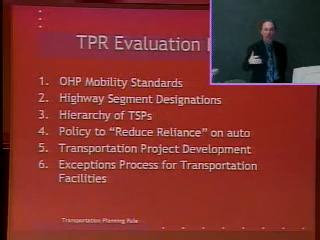 TPR Evaluation
1. OHP Mobility Standards
2. Highway Segment Designations
3. Hierarchy of TSPs
4. Policy to "Reduce Reliance" on auto
5. Transportation Project Development
6. Exceptions Process for Transportation
Facilities
Transportation Planning Rule